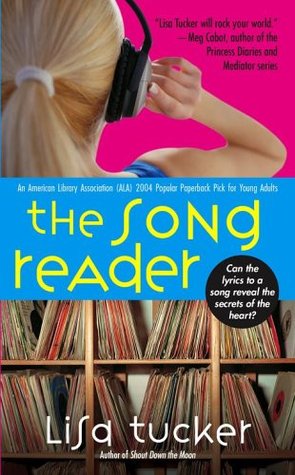 "Lisa Tucker will rock your world."
— Meg Cabot, author of the
Princess Diaries and
Mediator series
An American Library Association (ALA) 2004 Popular Paperback Pick for Young Adults
the song
reader
Can the
lyrics to a
song reveal the
secrets of the
heart?
Lisa tucker
Author of Shout Down the Moon